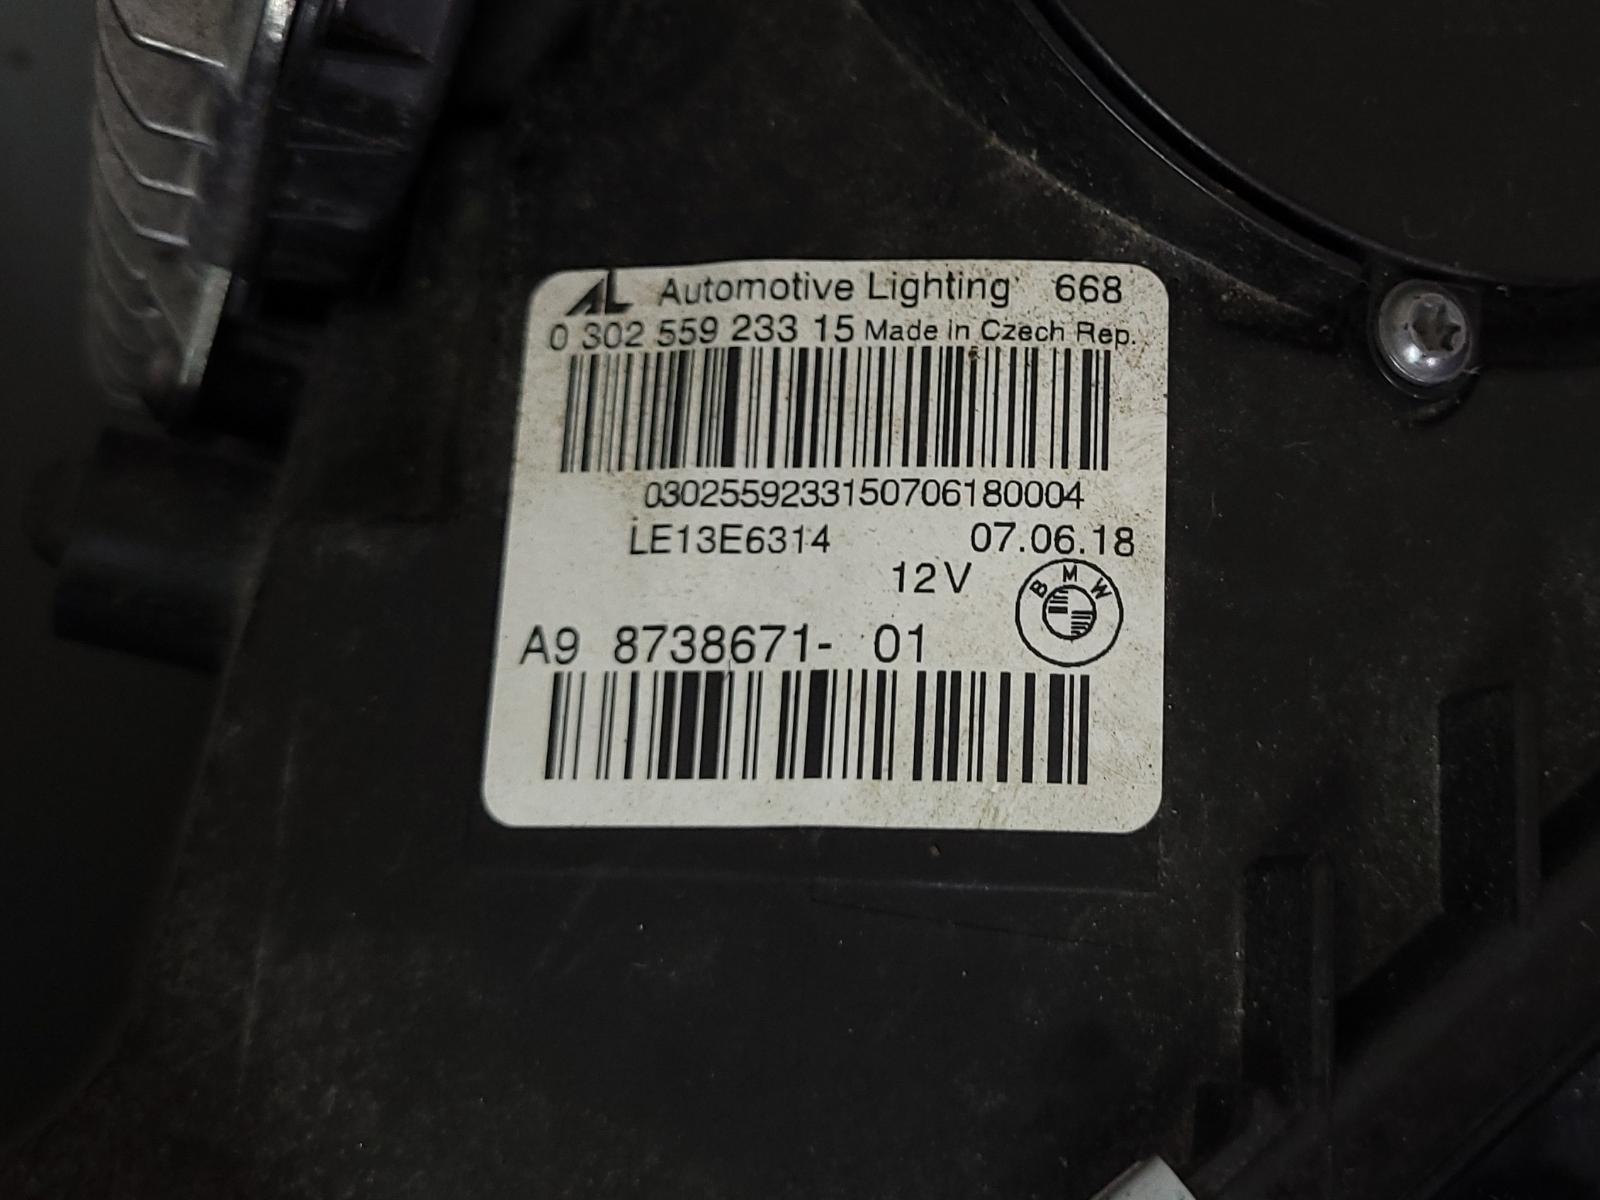 AL Automotive Lighting 668
0 302 559 233 15 Made in Czech Rep.
0302559233150706180004
LE13E6314 07.06.18
12V
BMW
A9 8738671- 01